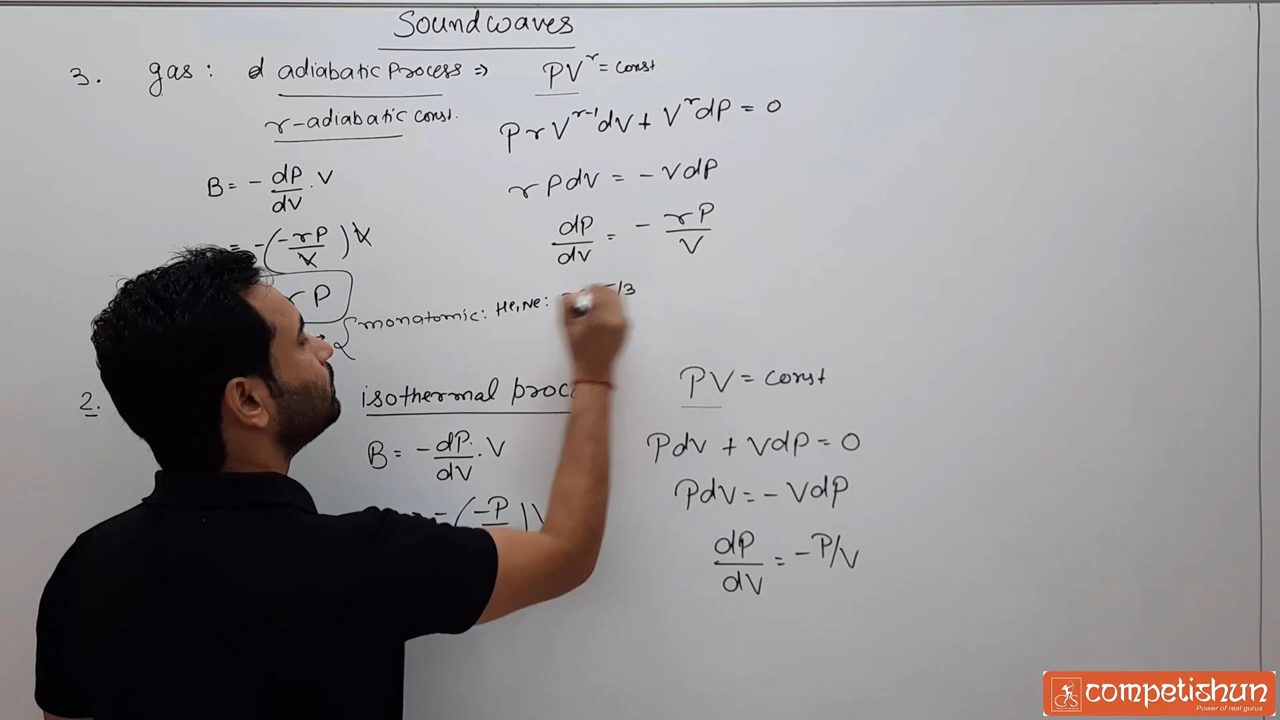 Soundwaves
3. gas: adiabatic Process ⇒ PV^r = const
r-adiabatic const.
PrV^(r-1)dV + V^r dP = 0
B = - dP/dV . V
rPdV = - VdP
= -(-rP/V)V
dP/dV = - rP/V
rP
monatomic: He, Ne: /3
2. isothermal proc
PV = const
B = - dP/dV . V
PdV + VdP = 0
PdV = - VdP
= (-P )V
dP/dV = -P/V
competishun
Power of real gurus